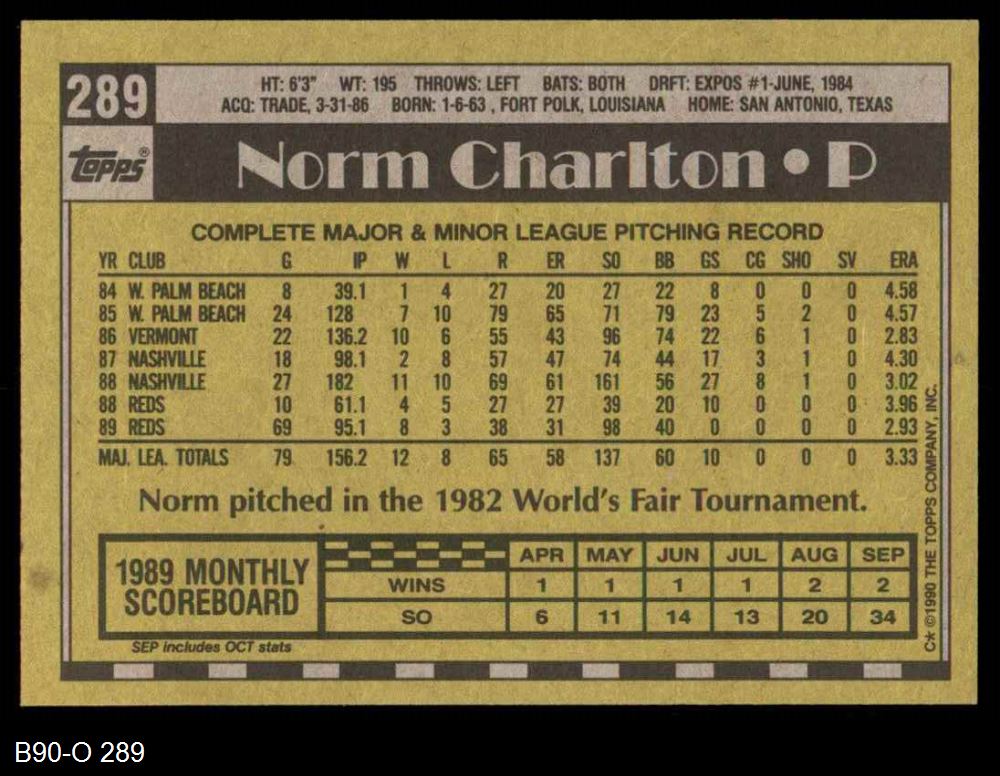 289
HT: 6'3" WT: 195 THROWS: LEFT BATS: BOTH DRFT: EXPOS #1-JUNE, 1984
ACQ: TRADE, 3-31-86 BORN: 1-6-63 , FORT POLK, LOUISIANA HOME: SAN ANTONIO, TEXAS
TOPPS®
Norm Charlton • P
COMPLETE MAJOR & MINOR LEAGUE PITCHING RECORD
YR CLUB G IP W L R ER SO BB GS CG SHO SV ERA
84 W. PALM BEACH 8 39.1 1 4 27 20 27 22 8 0 0 0 4.58
85 W. PALM BEACH 24 128 7 10 79 65 71 79 23 5 2 0 4.57
86 VERMONT 22 136.2 10 6 55 43 96 74 22 6 1 0 2.83
87 NASHVILLE 18 98.1 2 8 57 47 74 44 17 3 1 0 4.30
88 NASHVILLE 27 182 11 10 69 61 161 56 27 8 1 0 3.02
88 REDS 10 61.1 4 5 27 27 39 20 10 0 0 0 3.96
89 REDS 69 95.1 8 3 38 31 98 40 0 0 0 0 2.93
MAJ. LEA. TOTALS 79 156.2 12 8 65 58 137 60 10 0 0 0 3.33
Norm pitched in the 1982 World's Fair Tournament.
1989 MONTHLY
SCOREBOARD
APR MAY JUN JUL AUG SEP
WINS 1 1 1 1 2 2
SO 6 11 14 13 20 34
SEP includes OCT stats
C* ©1990 THE TOPPS COMPANY, INC.
B90-O 289